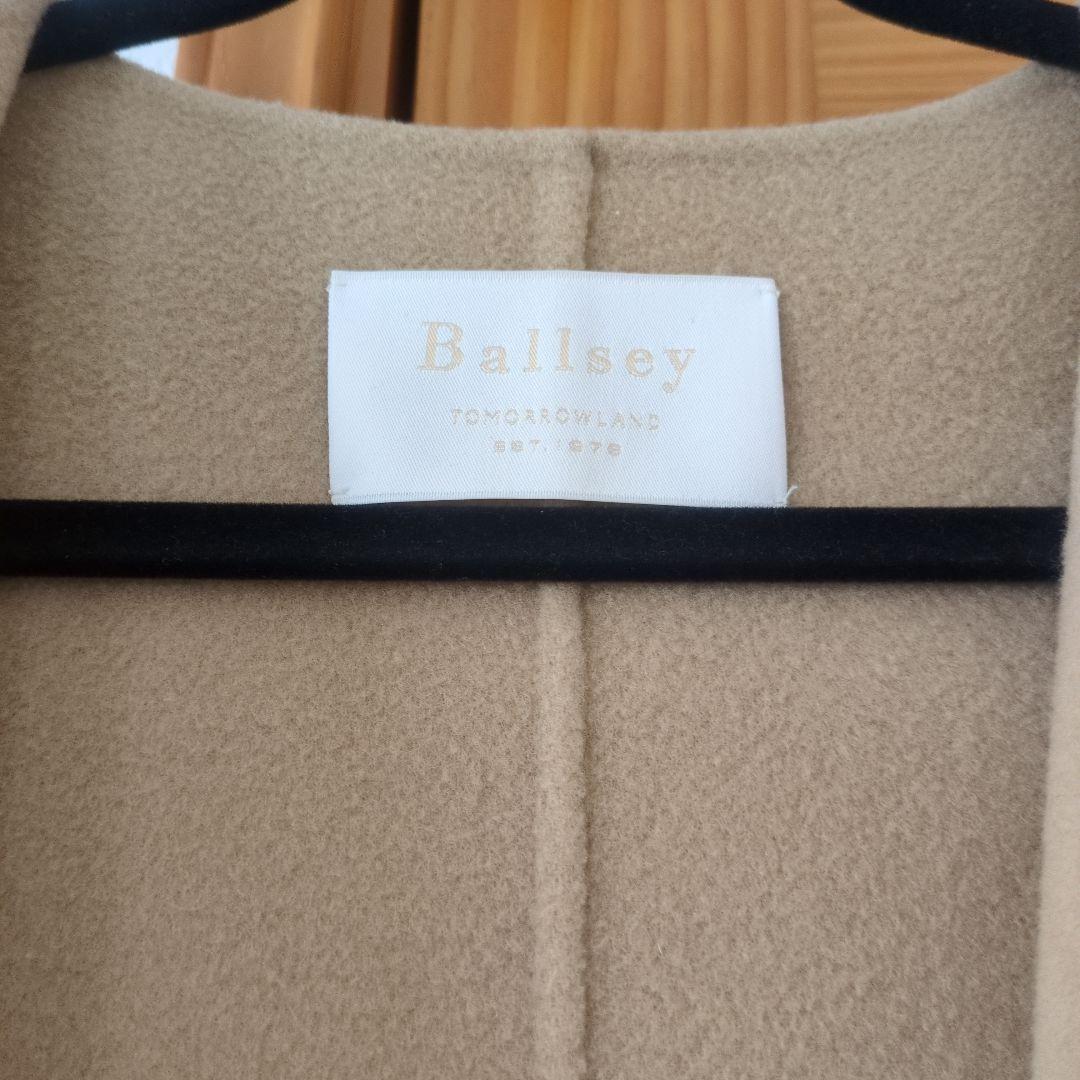 Ballsey
TOMORROWLAND
EST. 1978